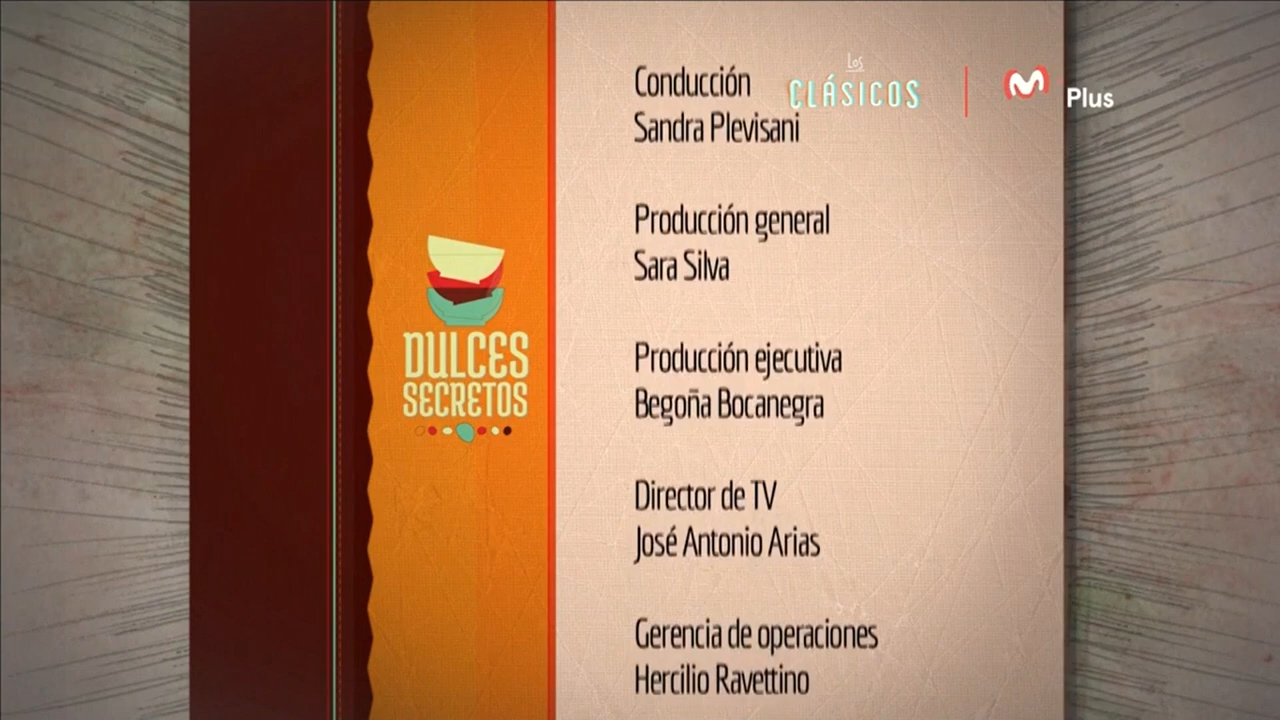 Conducción
Sandra Plevisani
Los
CLÁSICOS
Plus
Producción general
Sara Silva
DULCES
SECRETOS
Producción ejecutiva
Begoña Bocanegra
Director de TV
José Antonio Arias
Gerencia de operaciones
Hercilio Ravettino